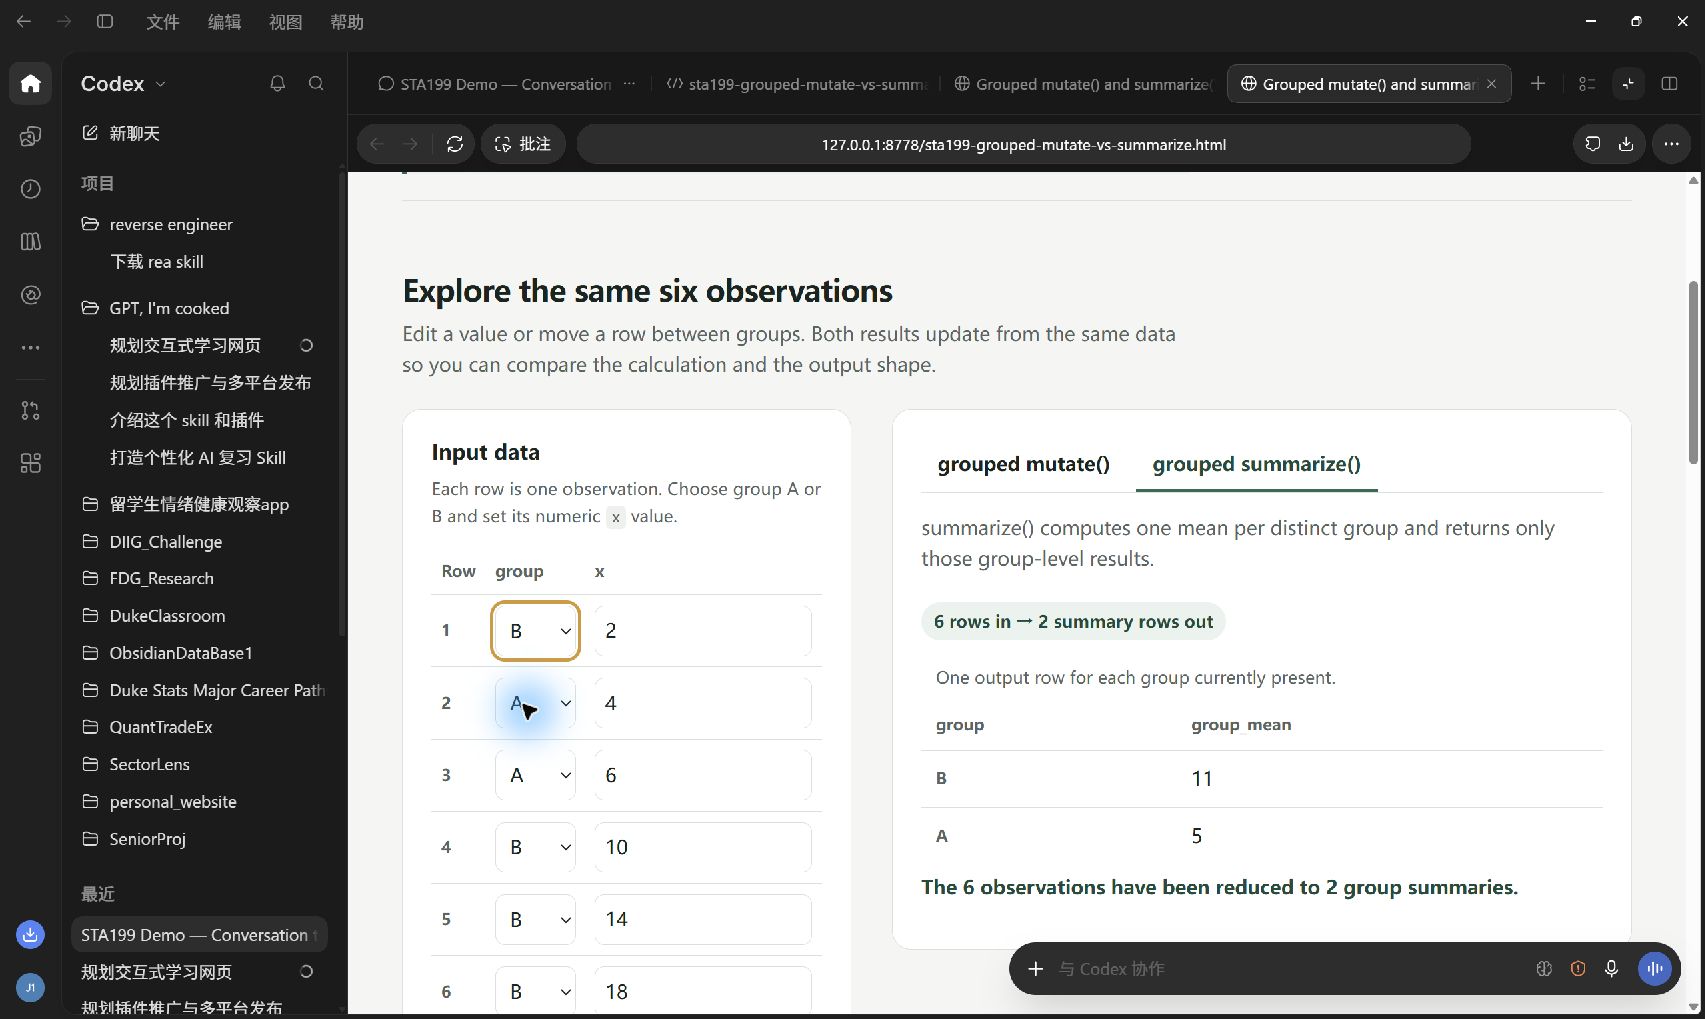 文件 编辑 视图 帮助
Codex
新聊天
项目
reverse engineer
下载 rea skill
GPT, I'm cooked
规划交互式学习网页
规划插件推广与多平台发布
介绍这个 skill 和插件
打造个性化 AI 复习 Skill
留学生情绪健康观察app
DIIG_Challenge
FDG_Research
DukeClassroom
ObsidianDataBase1
Duke Stats Major Career Path
QuantTradeEx
SectorLens
personal_website
SeniorProj
最近
STA199 Demo — Conversation
规划交互式学习网页
规划插件推广与多平台发布
J1
STA199 Demo — Conversation ··· sta199-grouped-mutate-vs-summa Grouped mutate() and summarize( Grouped mutate() and summar
批注 127.0.0.1:8778/sta199-grouped-mutate-vs-summarize.html
Explore the same six observations
Edit a value or move a row between groups. Both results update from the same data
so you can compare the calculation and the output shape.
Input data
Each row is one observation. Choose group A or
B and set its numeric x value.
Row group x
1 B 2
2 A 4
3 A 6
4 B 10
5 B 14
6 B 18
grouped mutate() grouped summarize()
summarize() computes one mean per distinct group and returns only
those group-level results.
6 rows in → 2 summary rows out
One output row for each group currently present.
group group_mean
B 11
A 5
The 6 observations have been reduced to 2 group summaries.
与 Codex 协作